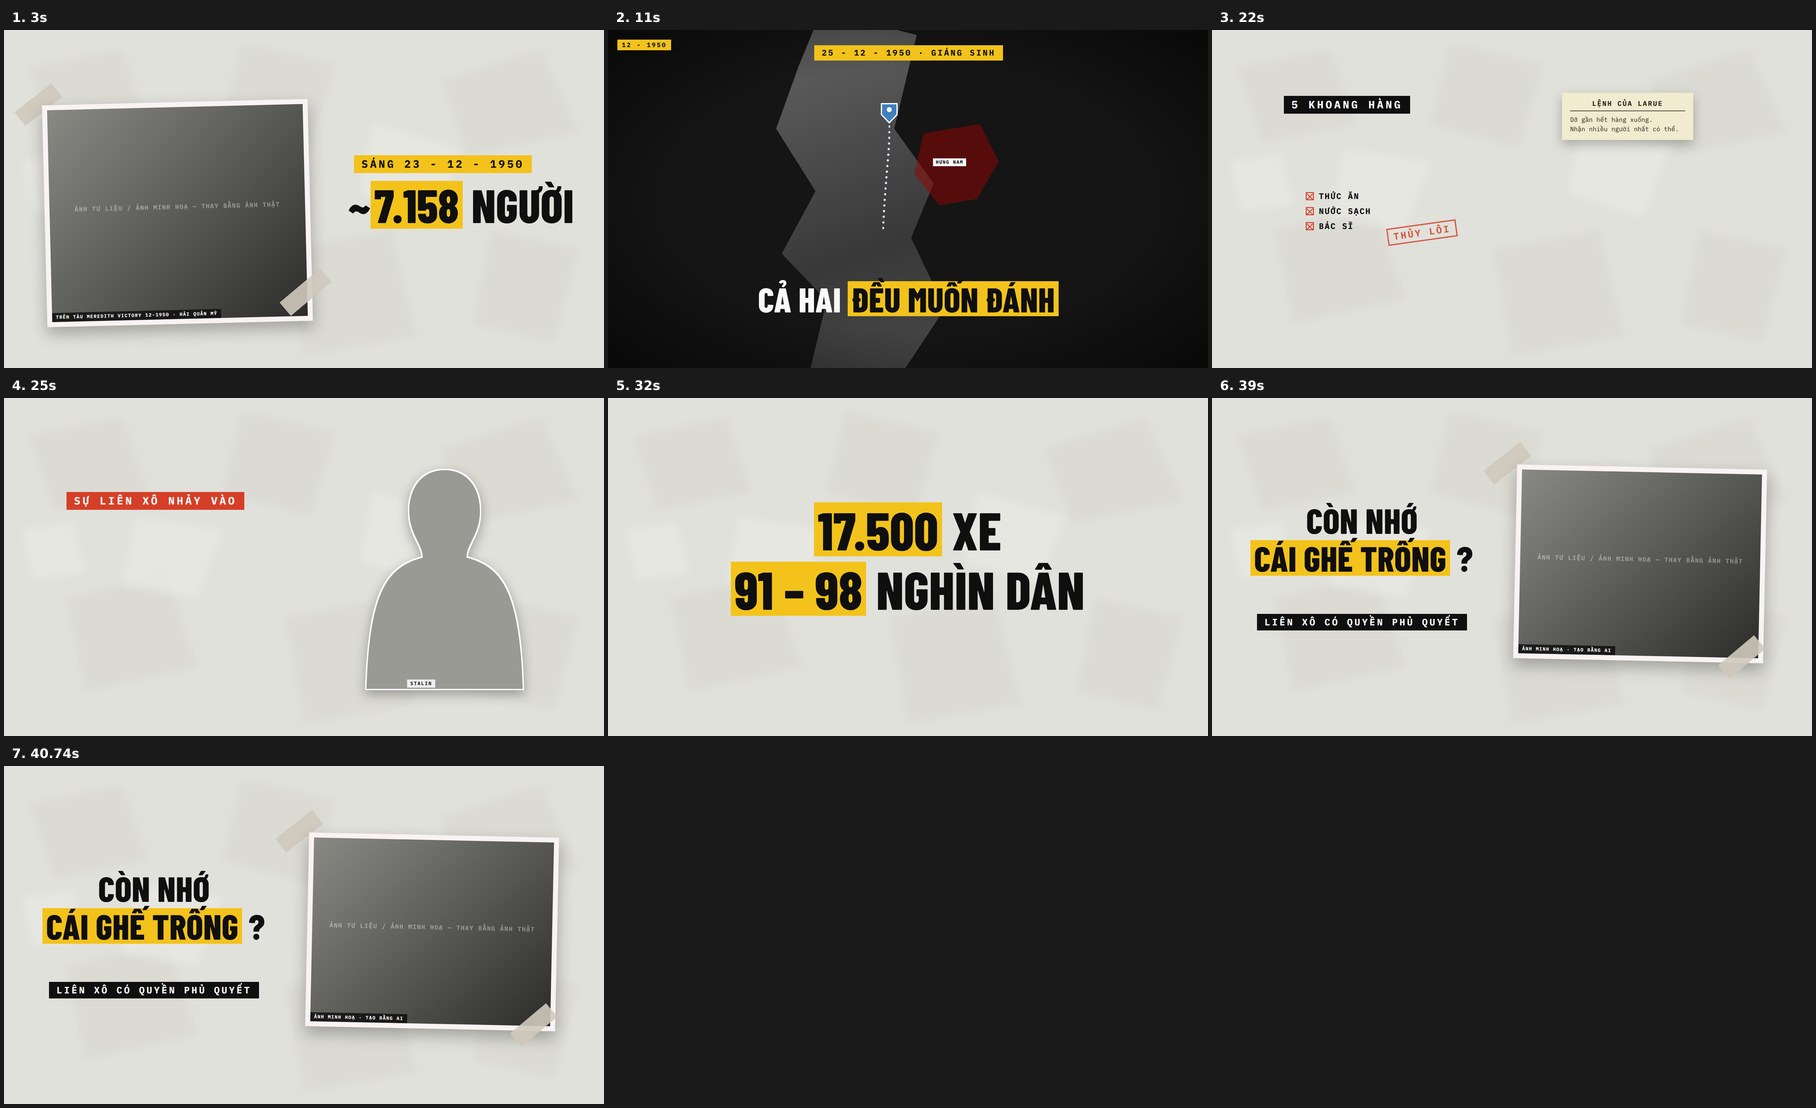 1. 3s
ẢNH TƯ LIỆU / ẢNH MINH HOẠ — THAY BẰNG ẢNH THẬT
TRÊN TÀU MEREDITH VICTORY 12-1950 · HẢI QUÂN MỸ
SÁNG 23 - 12 - 1950
~7.158 NGƯỜI
2. 11s
12 - 1950
25 - 12 - 1950 · GIÁNG SINH
HƯNG NAM
CẢ HAI ĐỀU MUỐN ĐÁNH
3. 22s
5 KHOANG HÀNG
LỆNH CỦA LARUE
Dỡ gần hết hàng xuống.
Nhận nhiều người nhất có thể.
THỨC ĂN
NƯỚC SẠCH
BÁC SĨ
THỦY LÔI
4. 25s
SỰ LIÊN XÔ NHẢY VÀO
STALIN
5. 32s
17.500 XE
91 – 98 NGHÌN DÂN
6. 39s
CÒN NHỚ
CÁI GHẾ TRỐNG ?
LIÊN XÔ CÓ QUYỀN PHỦ QUYẾT
ẢNH TƯ LIỆU / ẢNH MINH HOẠ — THAY BẰNG ẢNH THẬT
ẢNH MINH HOẠ · TẠO BẰNG AI
7. 40.74s
CÒN NHỚ
CÁI GHẾ TRỐNG ?
LIÊN XÔ CÓ QUYỀN PHỦ QUYẾT
ẢNH TƯ LIỆU / ẢNH MINH HOẠ — THAY BẰNG ẢNH THẬT
ẢNH MINH HOẠ · TẠO BẰNG AI